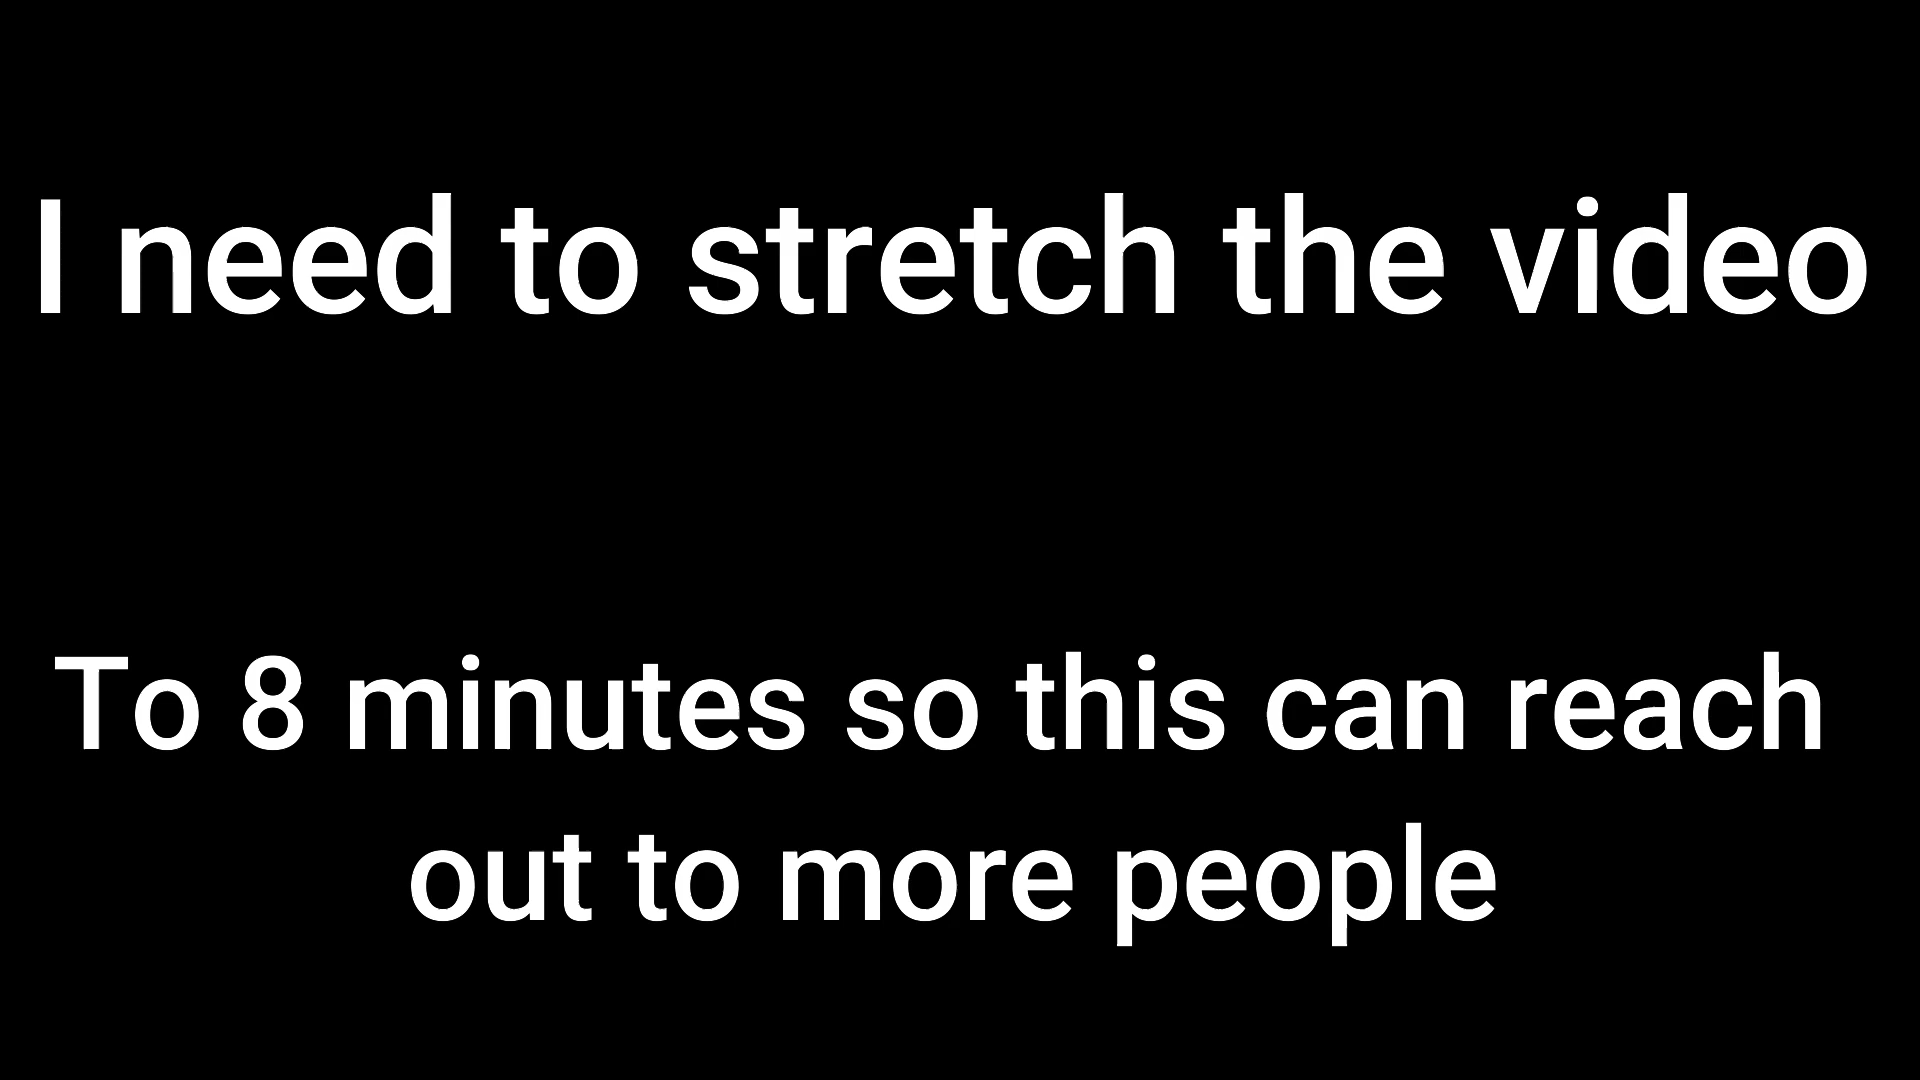 I need to stretch the video
To 8 minutes so this can reach
out to more people